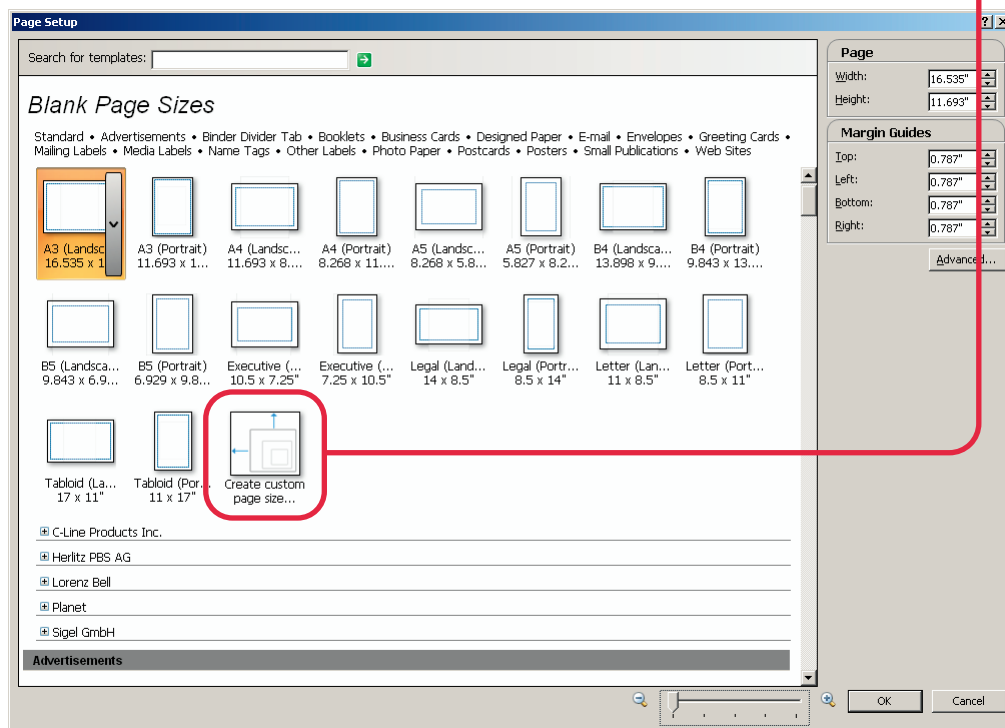 Page Setup
Search for templates:
Blank Page Sizes
Standard • Advertisements • Binder Divider Tab • Booklets • Business Cards • Designed Paper • E-mail • Envelopes • Greeting Cards •
Mailing Labels • Media Labels • Name Tags • Other Labels • Photo Paper • Postcards • Posters • Small Publications • Web Sites
A3 (Landsc A3 (Portrait) A4 (Landsc... A4 (Portrait) A5 (Landsc... A5 (Portrait) B4 (Landsca... B4 (Portrait)
16.535 x 1 11.693 x 1... 11.693 x 8.... 8.268 x 11.... 8.268 x 5.8... 5.827 x 8.2... 13.898 x 9.... 9.843 x 13....
B5 (Landsca... B5 (Portrait) Executive (... Executive (... Legal (Land... Legal (Portr... Letter (Lan... Letter (Port...
9.843 x 6.9... 6.929 x 9.8... 10.5 x 7.25" 7.25 x 10.5" 14 x 8.5" 8.5 x 14" 11 x 8.5" 8.5 x 11"
Tabloid (La... Tabloid (Por... Create custom
17 x 11" 11 x 17" page size...
C-Line Products Inc.
Herlitz PBS AG
Lorenz Bell
Planet
Sigel GmbH
Advertisements
Page
Width: 16.535"
Height: 11.693"
Margin Guides
Top: 0.787"
Left: 0.787"
Bottom: 0.787"
Right: 0.787"
Advanced...
OK Cancel